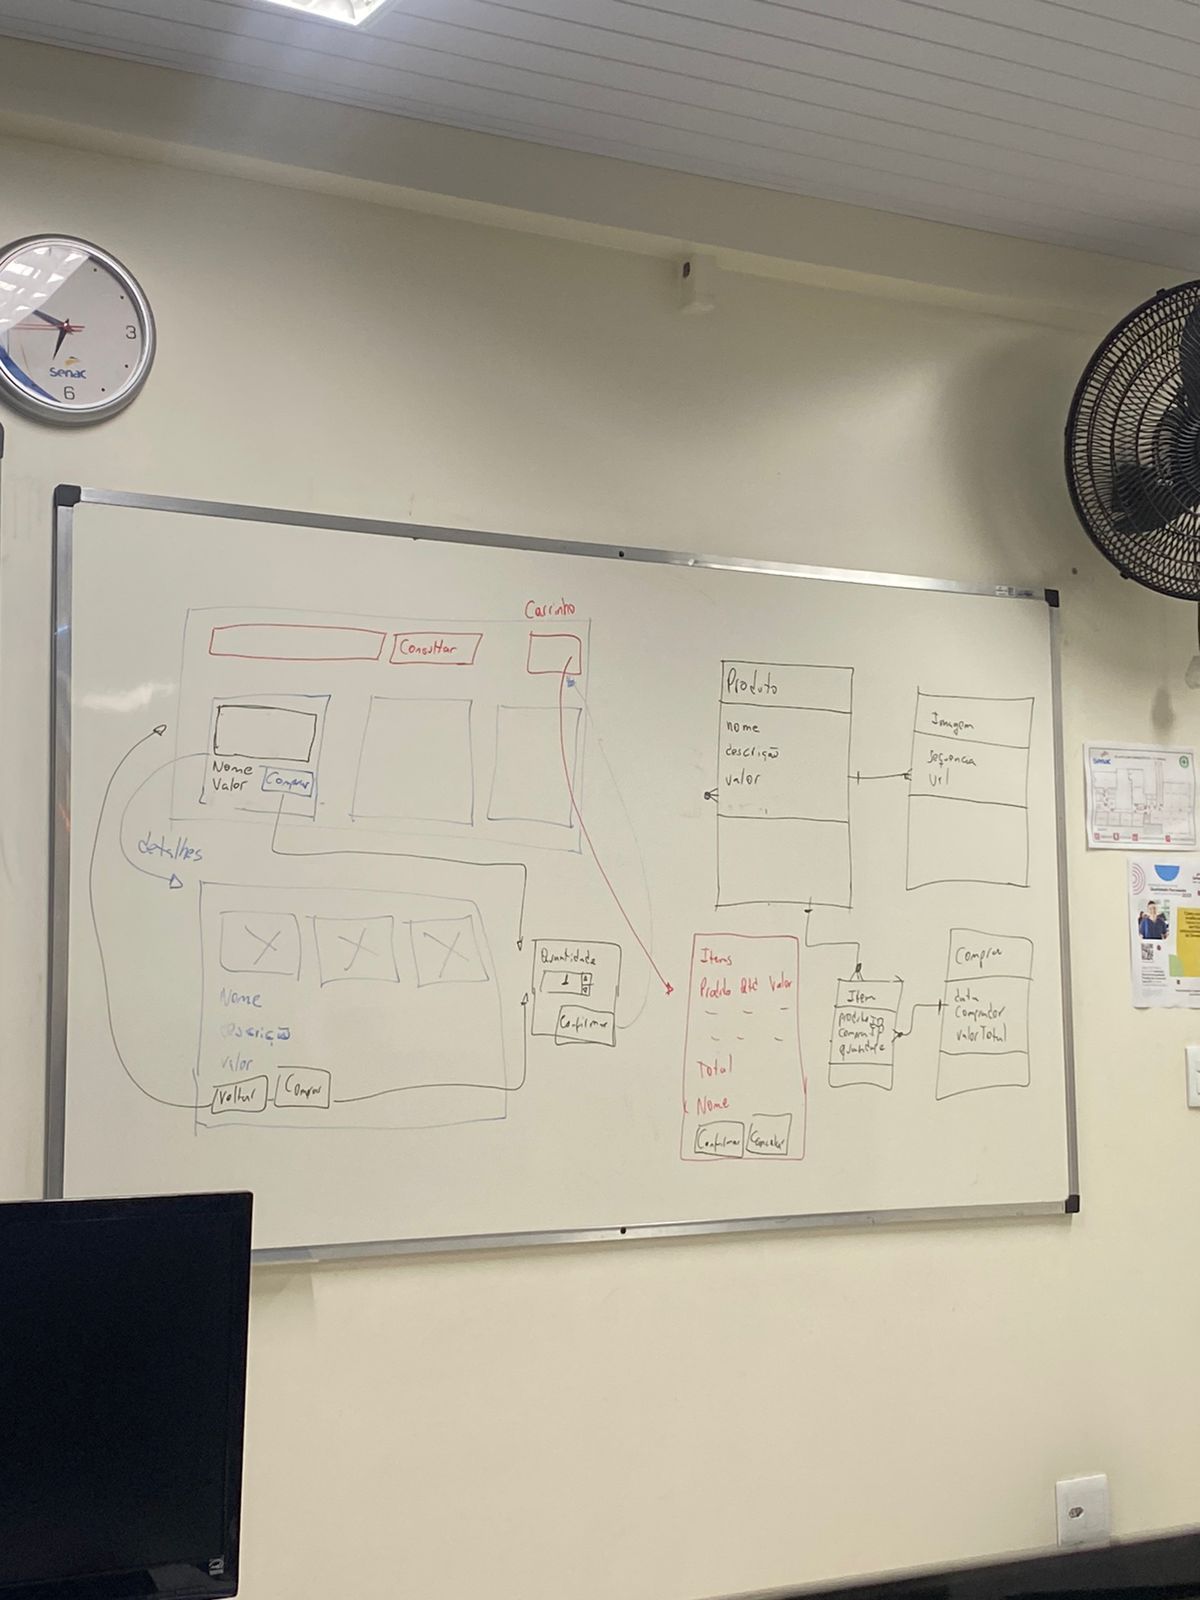 3
senac
6
Carrinho
Consultar
Nome
Valor
Comprar
detalhes
Nome
descrição
valor
Voltar
Comprar
Quantidade
1
Confirmar
Items
Produto Qtd Valor
Total
Nome
Confirmar
Cancelar
Produto
nome
descrição
valor
Imagem
sequencia
url
Item
produtoID
compraID
quantidade
Compra
data
Comprador
valorTotal
senac